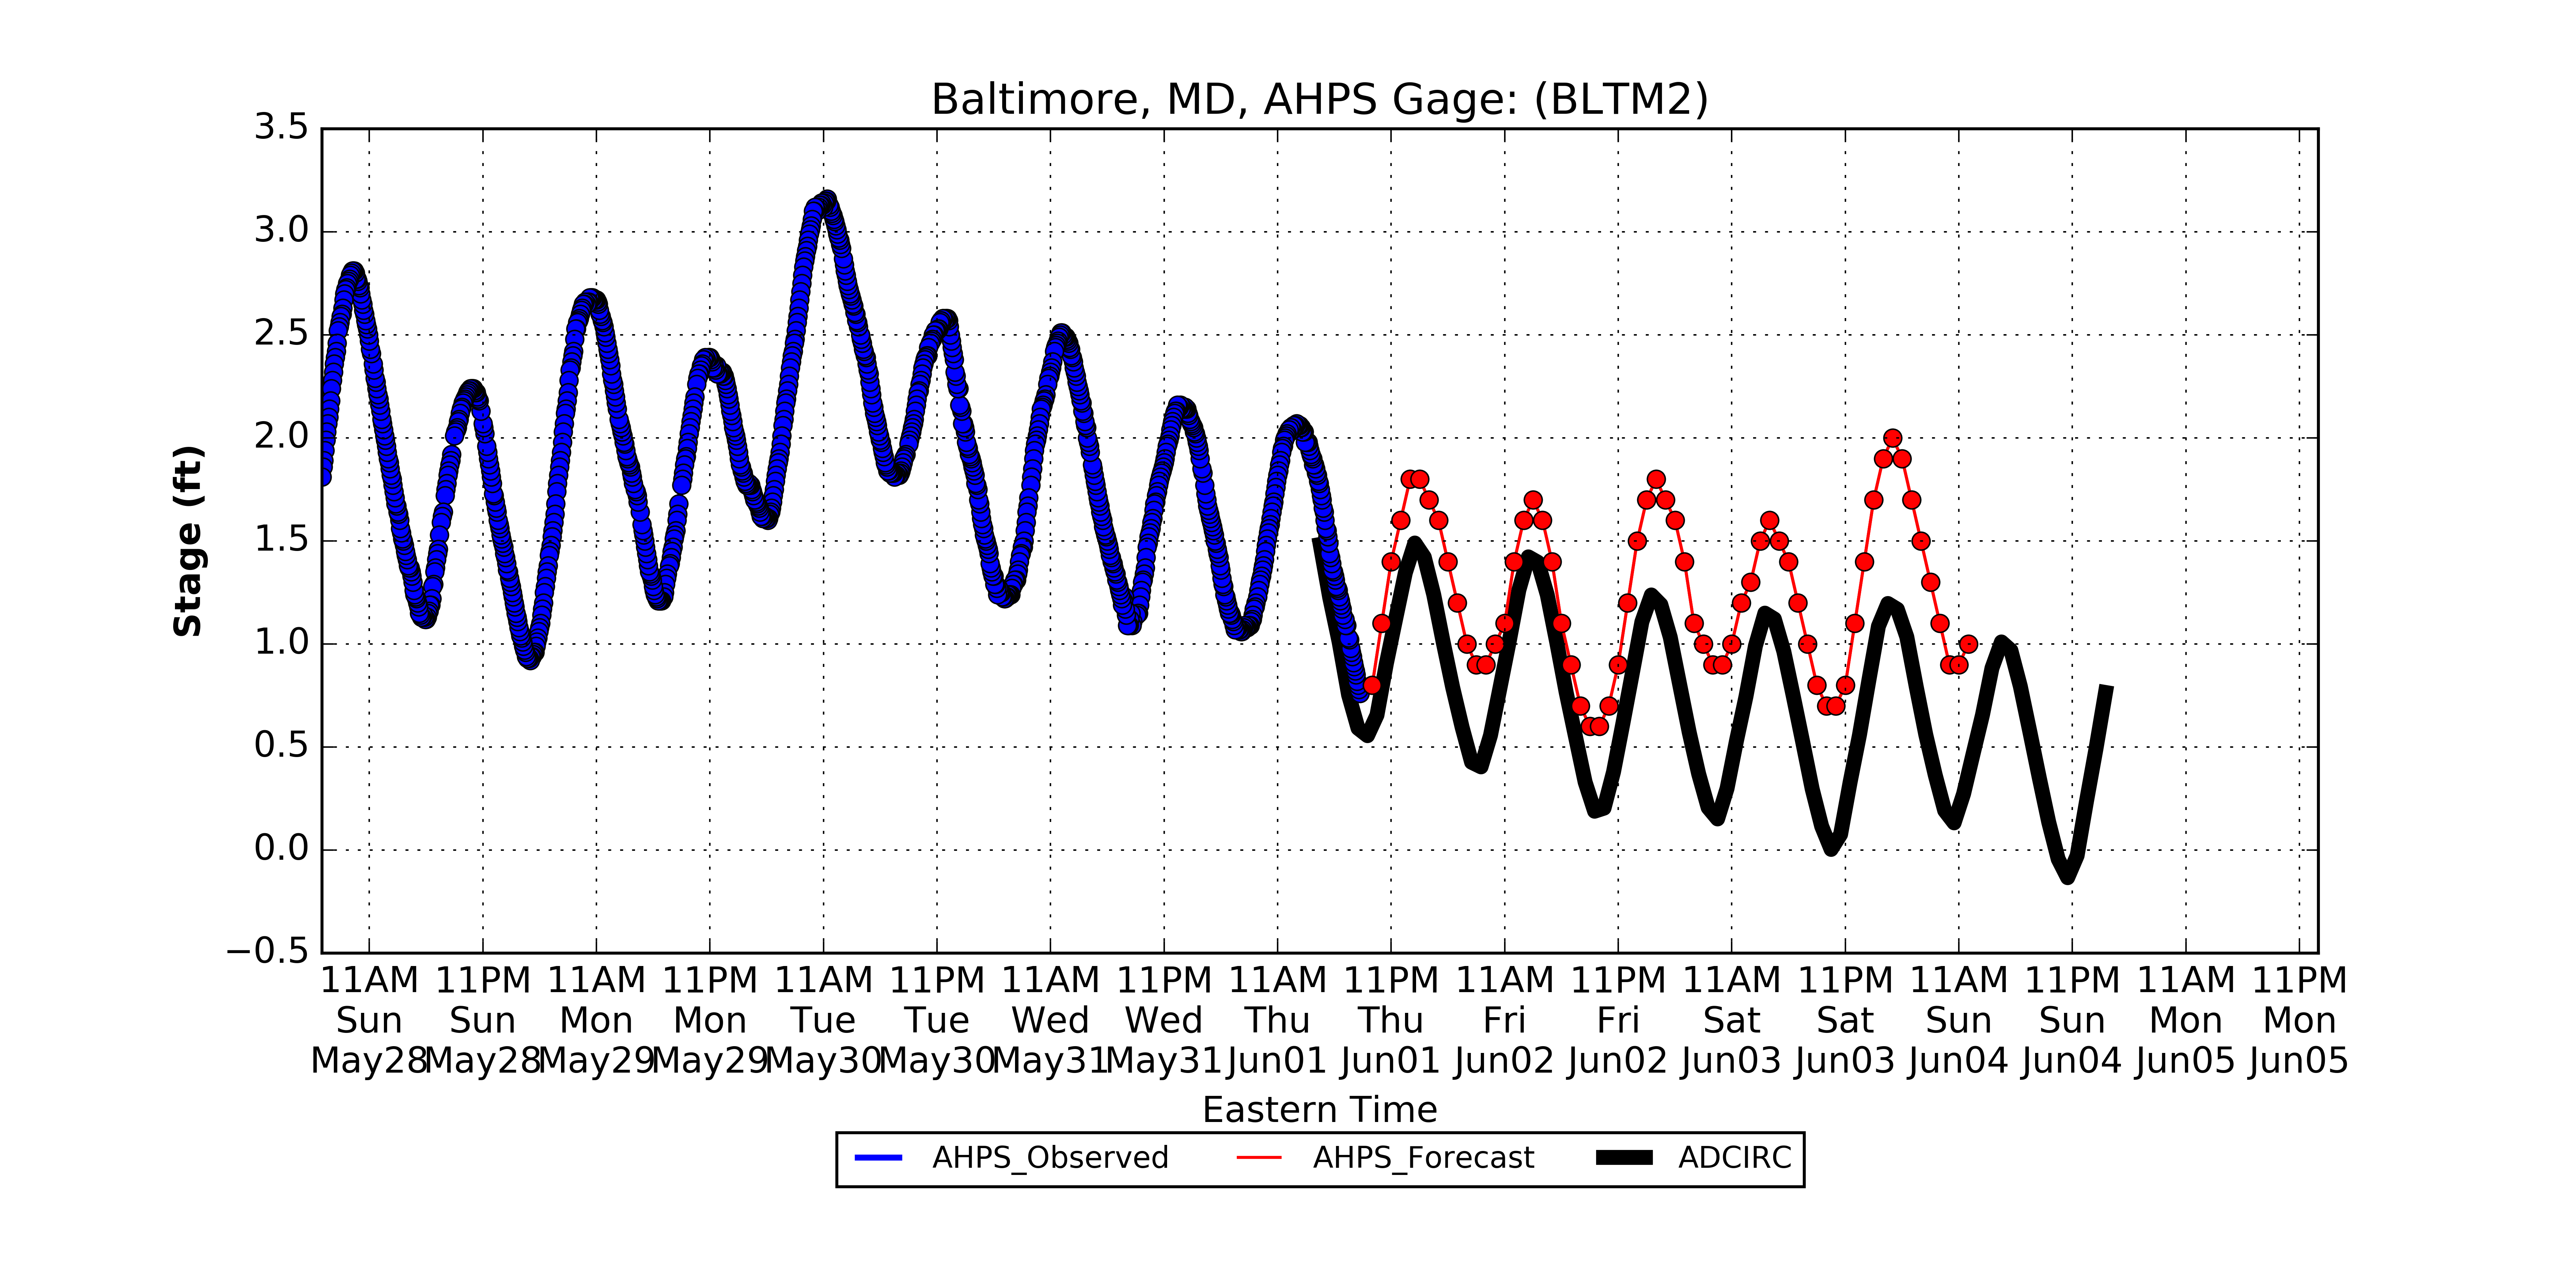 Baltimore, MD, AHPS Gage: (BLTM2)
3.5
3.0
2.5
2.0
1.5
1.0
0.5
0.0
−0.5
Stage (ft)
11AM 11PM 11AM 11PM 11AM 11PM 11AM 11PM 11AM 11PM 11AM 11PM 11AM 11PM 11AM 11PM 11AM 11PM
Sun Sun Mon Mon Tue Tue Wed Wed Thu Thu Fri Fri Sat Sat Sun Sun Mon Mon
May28 May28 May29 May29 May30 May30 May31 May31 Jun01 Jun01 Jun02 Jun02 Jun03 Jun03 Jun04 Jun04 Jun05 Jun05
Eastern Time
AHPS_Observed AHPS_Forecast ADCIRC